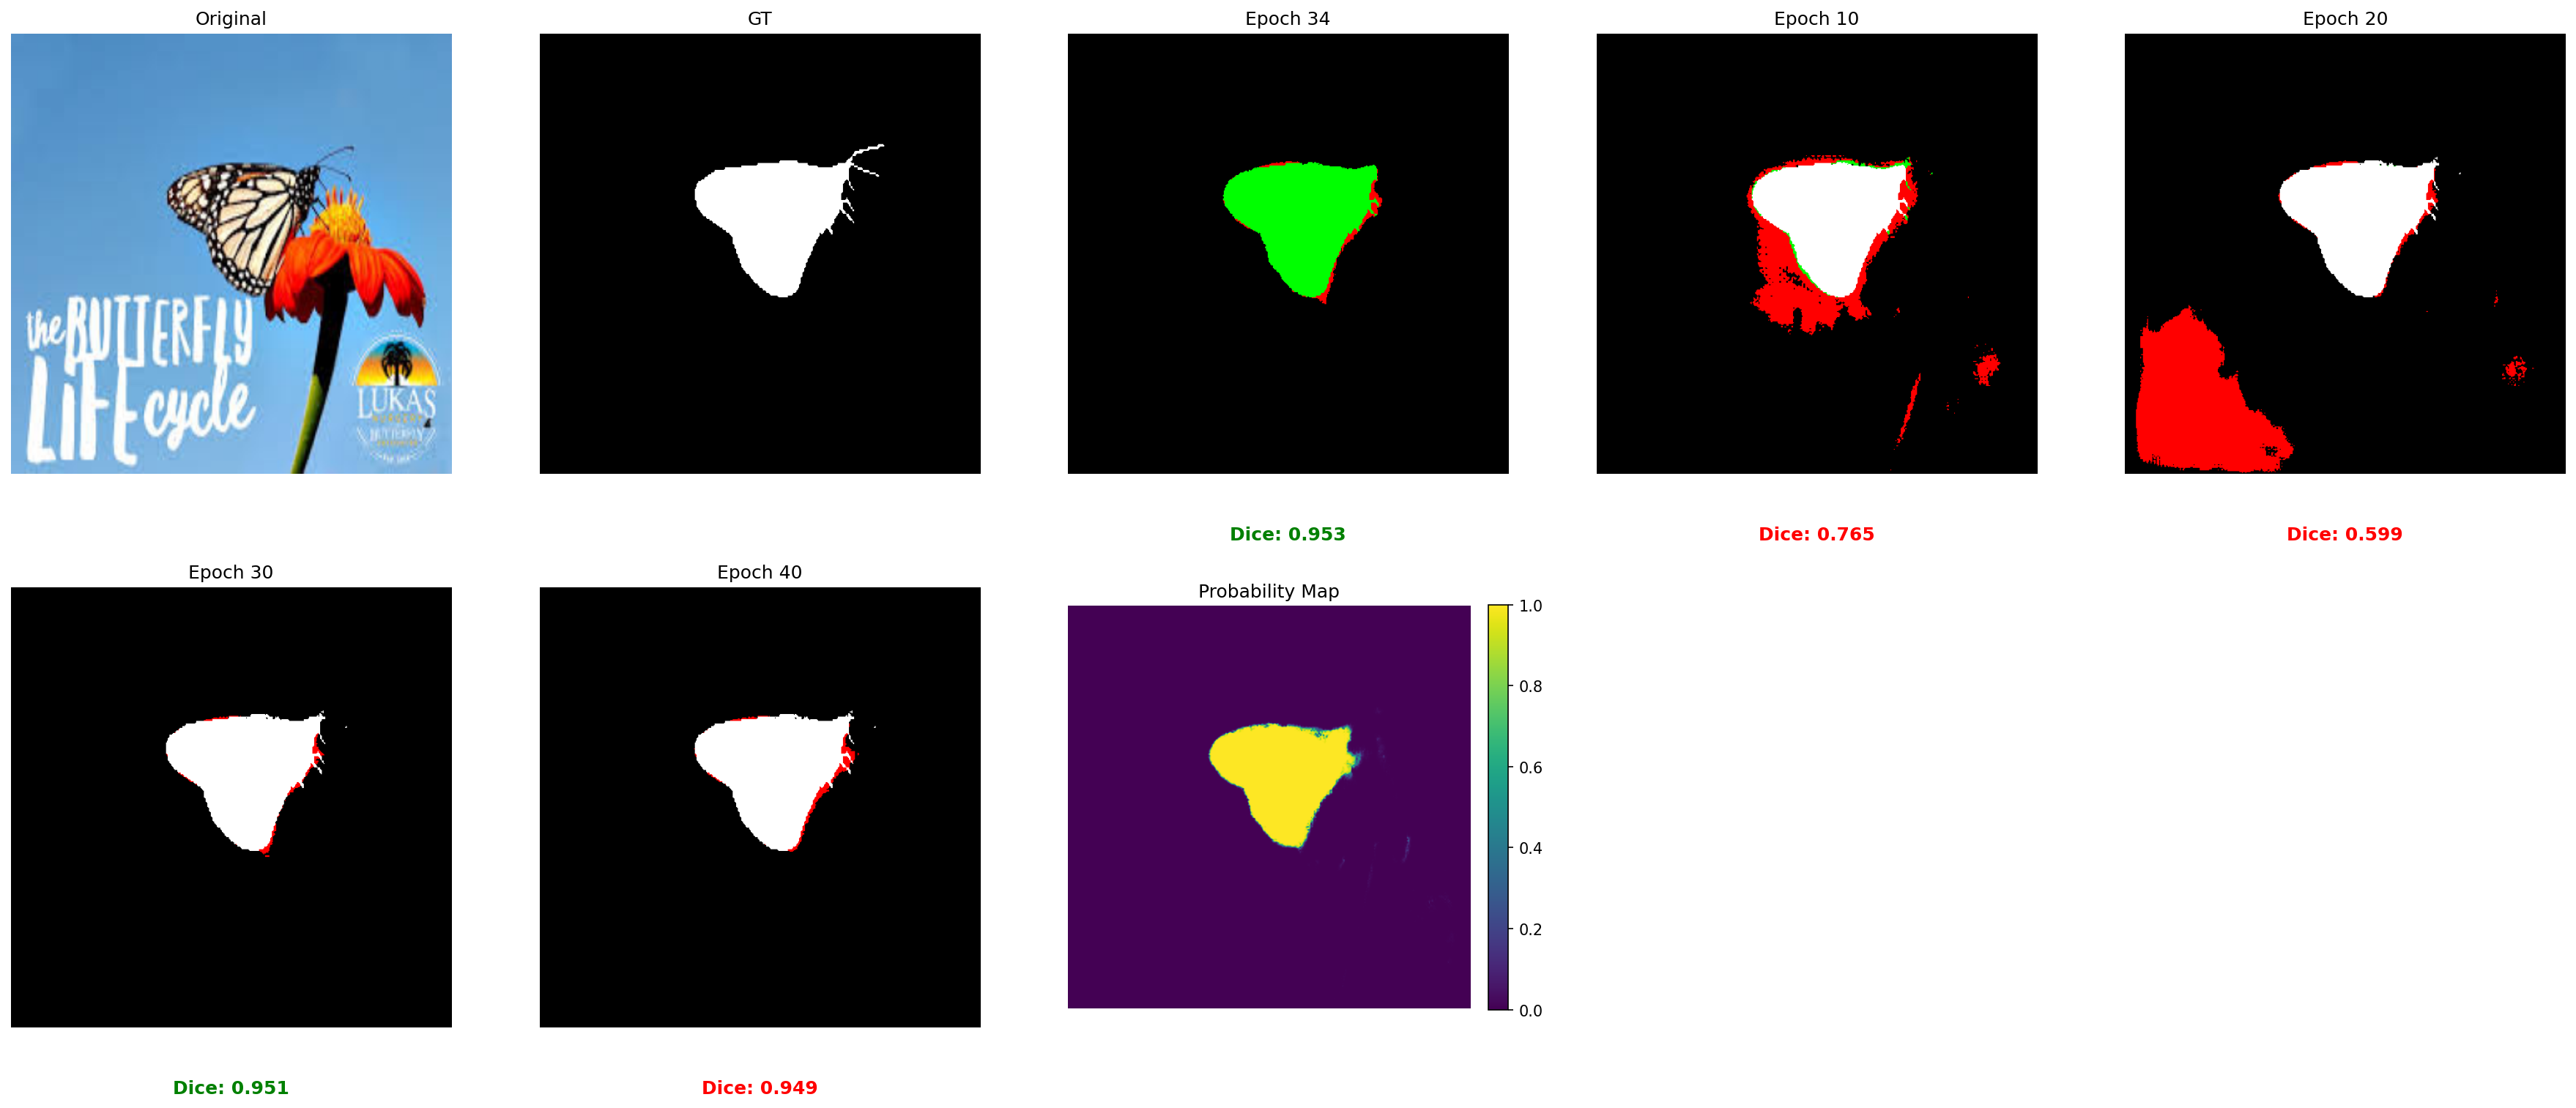 Original
GT
Epoch 34
Epoch 10
Epoch 20
the BUTTERFLY
LiFE cycle
LUKAS
BUTTERFLY
Dice: 0.953
Dice: 0.765
Dice: 0.599
Epoch 30
Epoch 40
Probability Map
1.0
0.8
0.6
0.4
0.2
0.0
Dice: 0.951
Dice: 0.949